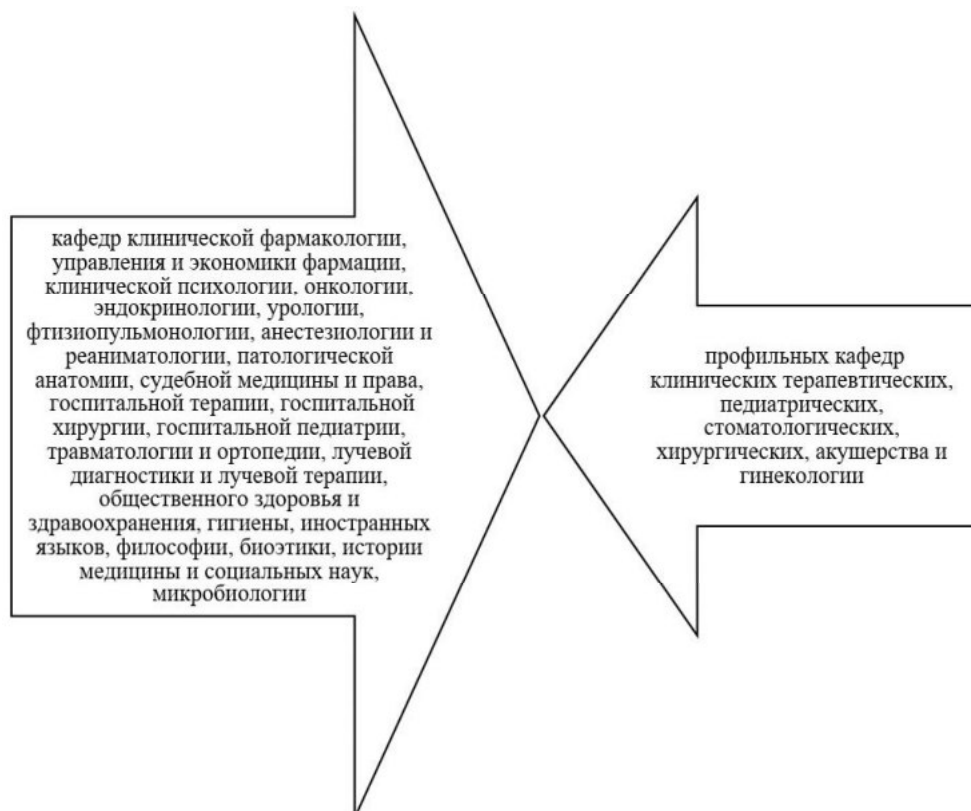 кафедр клинической фармакологии,
управления и экономики фармации,
клинической психологии, онкологии,
эндокринологии, урологии,
фтизиопульмонологии, анестезиологии и
реаниматологии, патологической
анатомии, судебной медицины и права,
госпитальной терапии, госпитальной
хирургии, госпитальной педиатрии,
травматологии и ортопедии, лучевой
диагностики и лучевой терапии,
общественного здоровья и
здравоохранения, гигиены, иностранных
языков, философии, биоэтики, истории
медицины и социальных наук,
микробиологии
профильных кафедр
клинических терапевтических,
педиатрических,
стоматологических,
хирургических, акушерства и
гинекологии